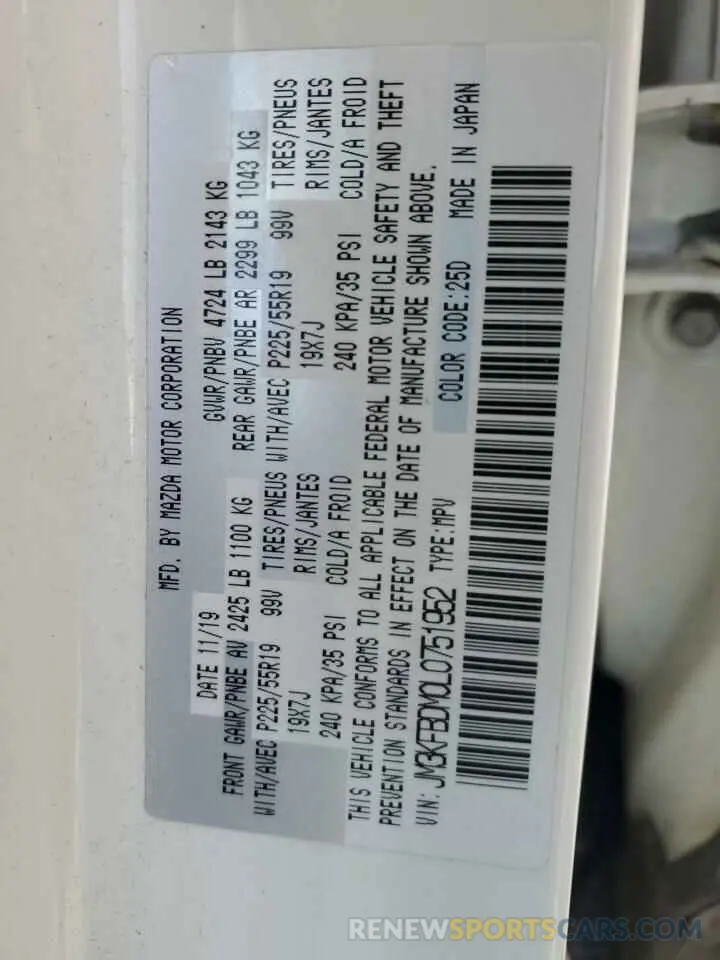 MFD. BY MAZDA MOTOR CORPORATION
DATE 11/19 GVWR/PNBV 4724 LB 2143 KG
FRONT GAWR/PNBE AV 2425 LB 1100 KG REAR GAWR/PNBE AR 2299 LB 1043 KG
WITH/AVEC P225/55R19 99V TIRES/PNEUS WITH/AVEC P225/55R19 99V TIRES/PNEUS
19X7J RIMS/JANTES 19X7J RIMS/JANTES
240 KPA/35 PSI COLD/A FROID 240 KPA/35 PSI COLD/A FROID
THIS VEHICLE CONFORMS TO ALL APPLICABLE FEDERAL MOTOR VEHICLE SAFETY AND THEFT
PREVENTION STANDARDS IN EFFECT ON THE DATE OF MANUFACTURE SHOWN ABOVE.
VIN: JM3KFBDM0L0751952 TYPE:MPV COLOR CODE:25D MADE IN JAPAN
RENEWSPORTSCARS.COM